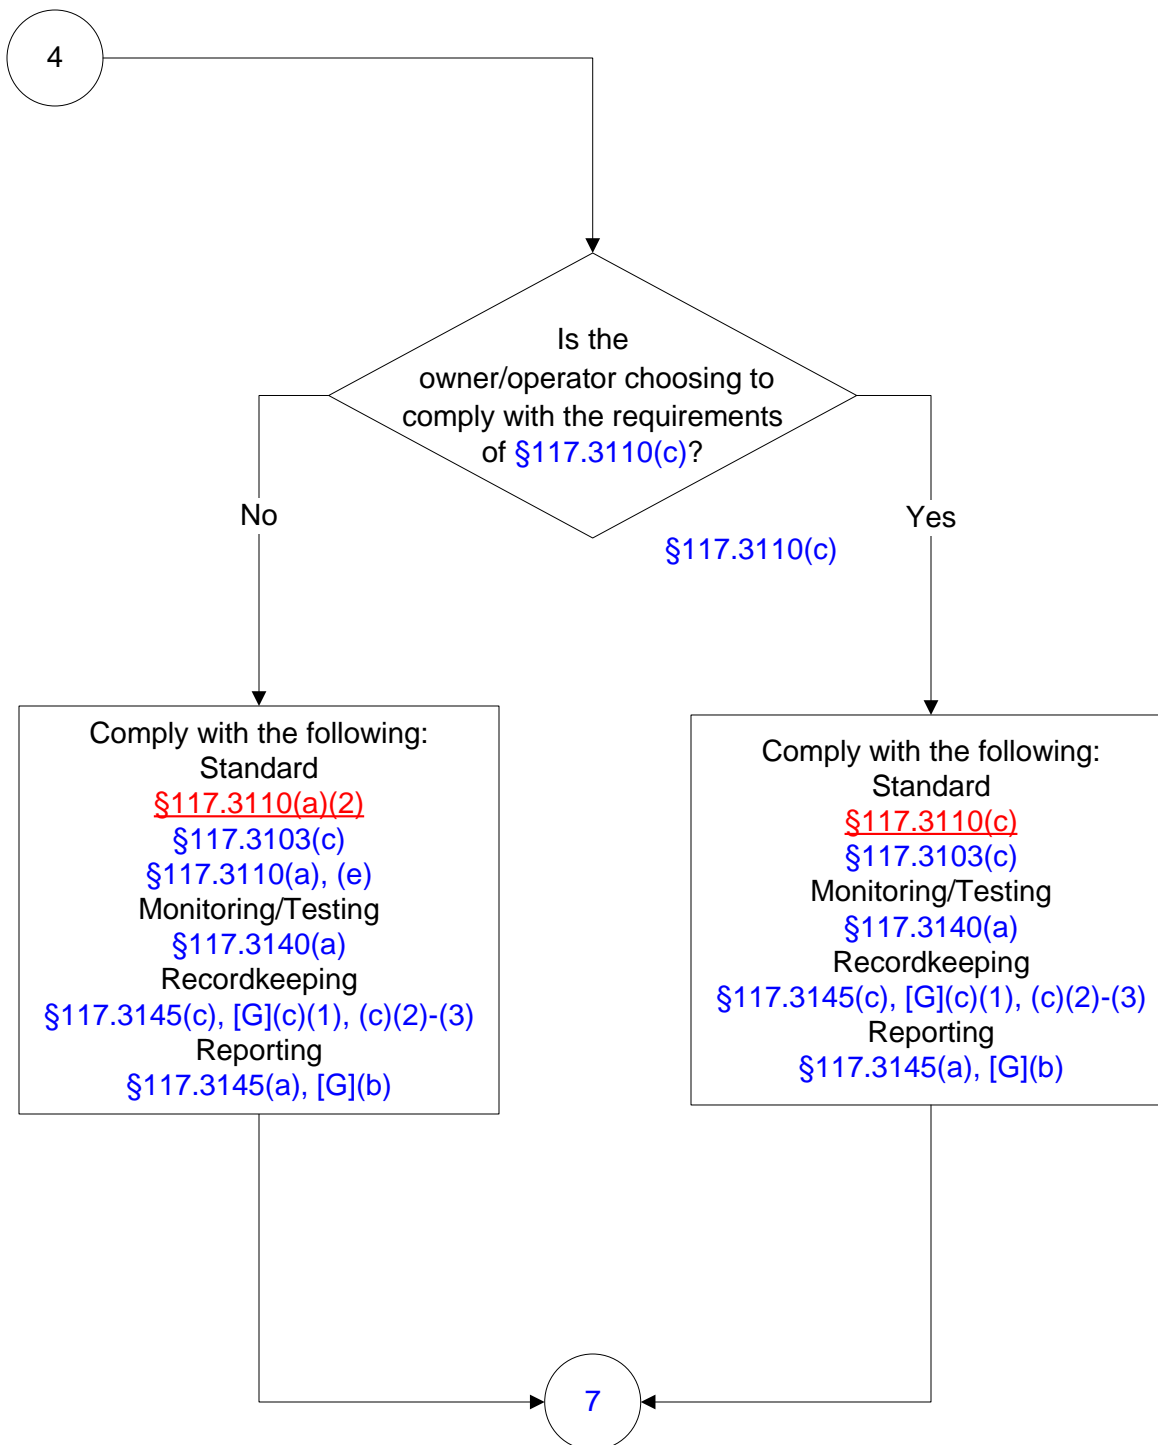 4
Is the
owner/operator choosing to
comply with the requirements
of §117.3110(c)?
No
Yes
§117.3110(c)
Comply with the following:
Standard
§117.3110(a)(2)
§117.3103(c)
§117.3110(a), (e)
Monitoring/Testing
§117.3140(a)
Recordkeeping
§117.3145(c), [G](c)(1), (c)(2)-(3)
Reporting
§117.3145(a), [G](b)
Comply with the following:
Standard
§117.3110(c)
§117.3103(c)
Monitoring/Testing
§117.3140(a)
Recordkeeping
§117.3145(c), [G](c)(1), (c)(2)-(3)
Reporting
§117.3145(a), [G](b)
7